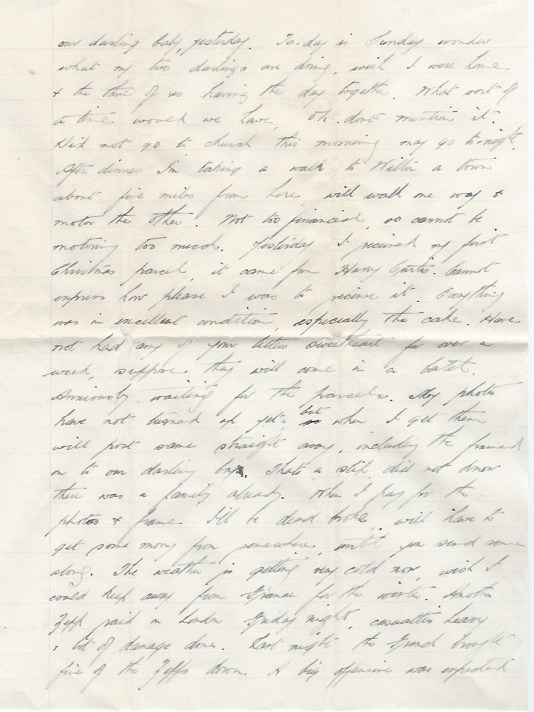 our darling baby, yesterday. To-day is Sunday wonder
what my two darlings are doing, wish I were home
& the three of us having the day together. What sort of
a time would we have, Oh. dont mention it.
Did not go to church this morning may go to-night.
After dinner I'm taking a walk to Wilton a town
about five miles from here, will walk one way &
motor the other. Not too financial, so cannot be
motoring too much. Yesterday I received my first
Christmas parcel, it came from Harry Curtis. Cannot
express how please I was to receive it. Everything
was in excellent condition, especially the cake. Have
not had any of your letters sweetheart for over a
week, suppose they will come in a batch.
Anxiously waiting for the parcels. My photos
have not turned up yet, but when I get them
will post same straight away, including the framed
on to our darling boy. That's a slip, did not know
there was a family already. When I pay for the
photos & frame I'll be dead broke, will have to
get some money from somewhere, until you send some
along. The weather is getting very cold now, wish I
could keep away from France for the winter. Another
Zepp raid in London Friday night, casualties heavy
& lot of damage done. Last night the French brought
five of the Zepps down. A big offensive was expected